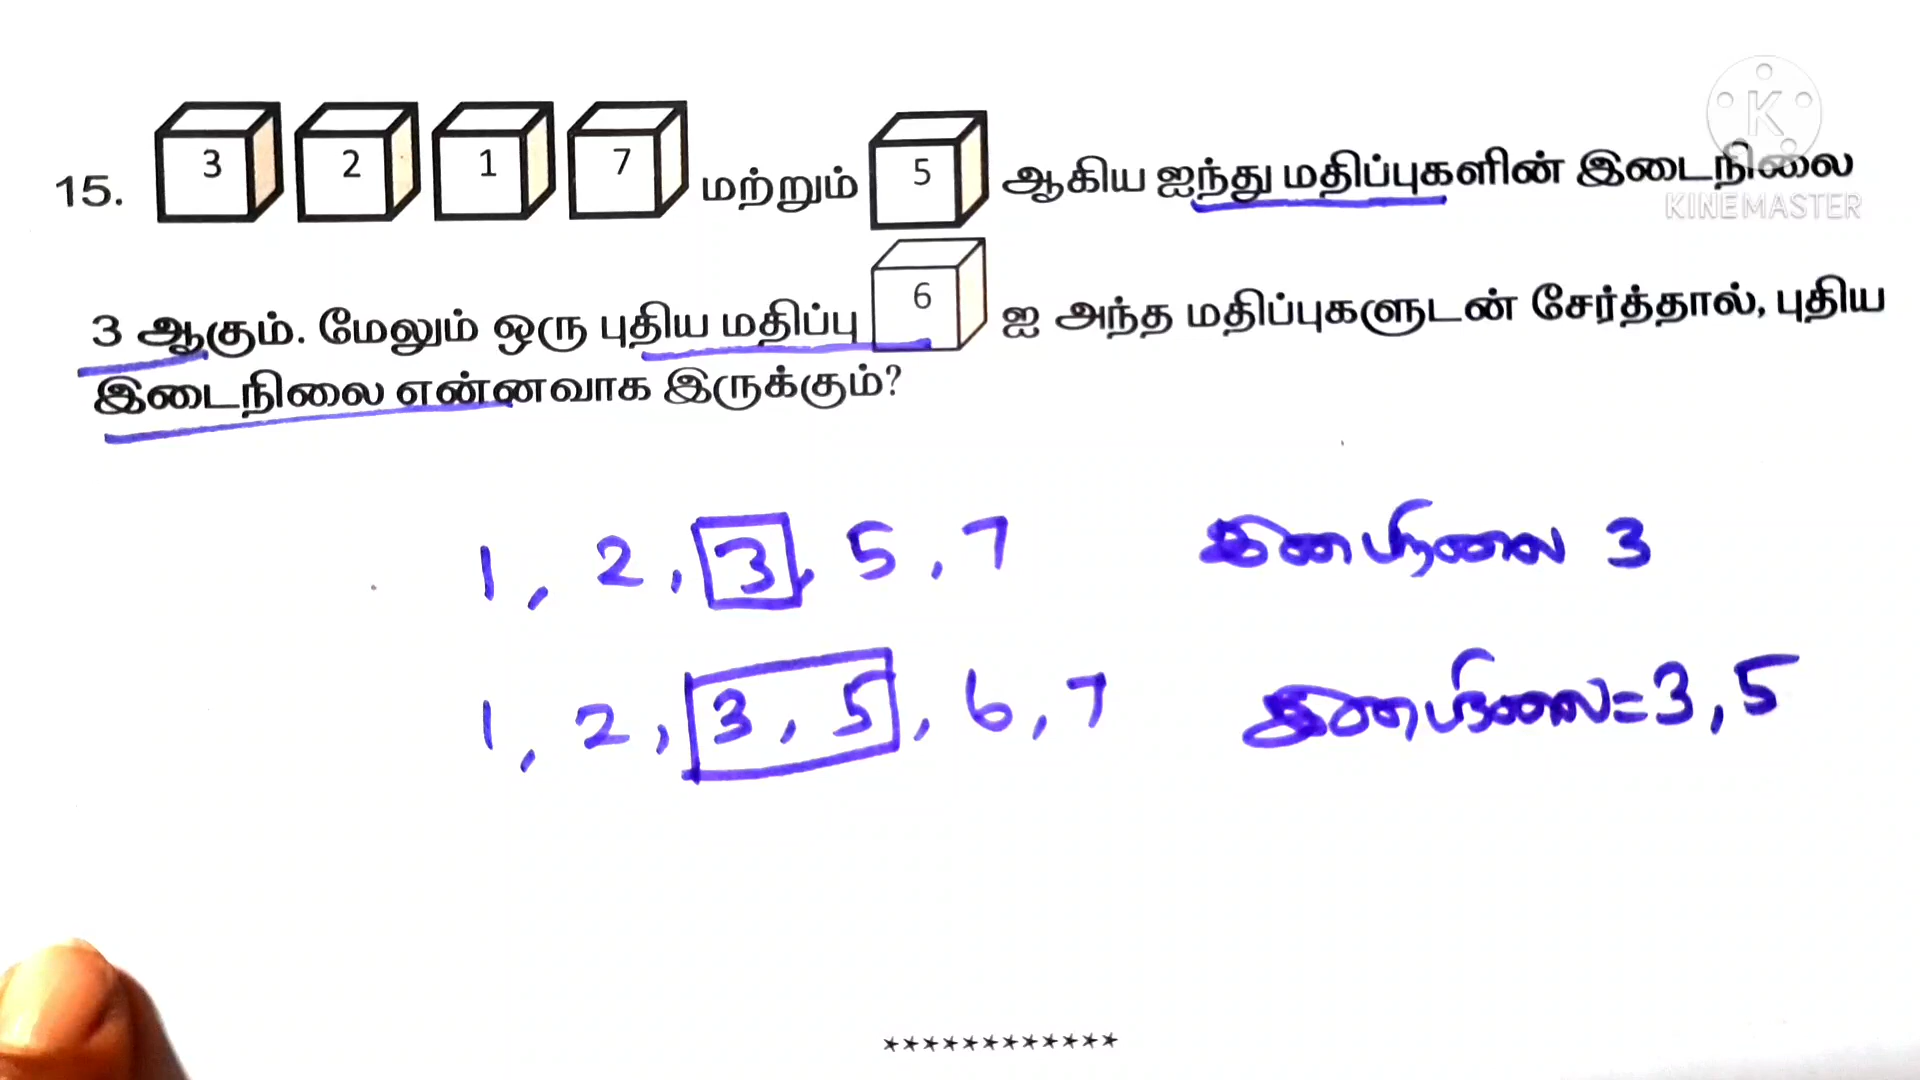 15. 3 2 1 7 மற்றும் 5 ஆகிய ஐந்து மதிப்புகளின் இடைநிலை
3 ஆகும். மேலும் ஒரு புதிய மதிப்பு 6 ஐ அந்த மதிப்புகளுடன் சேர்த்தால், புதிய
இடைநிலை என்னவாக இருக்கும்?
1, 2, 3, 5, 7 3
1, 2, 3, 5, 6, 7 =3, 5
************
K
KINEMASTER